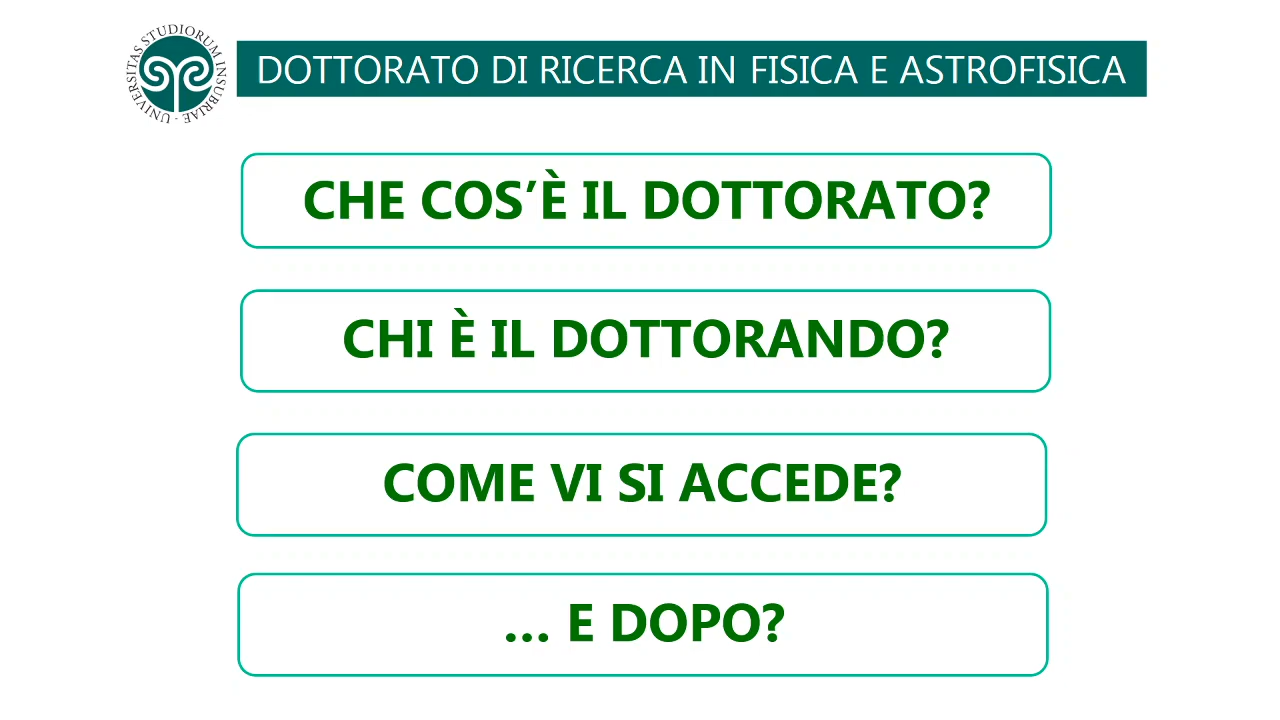 UNIVERSITAS STUDIORUM INSUBRIAE
DOTTORATO DI RICERCA IN FISICA E ASTROFISICA
CHE COS’È IL DOTTORATO?
CHI È IL DOTTORANDO?
COME VI SI ACCEDE?
... E DOPO?